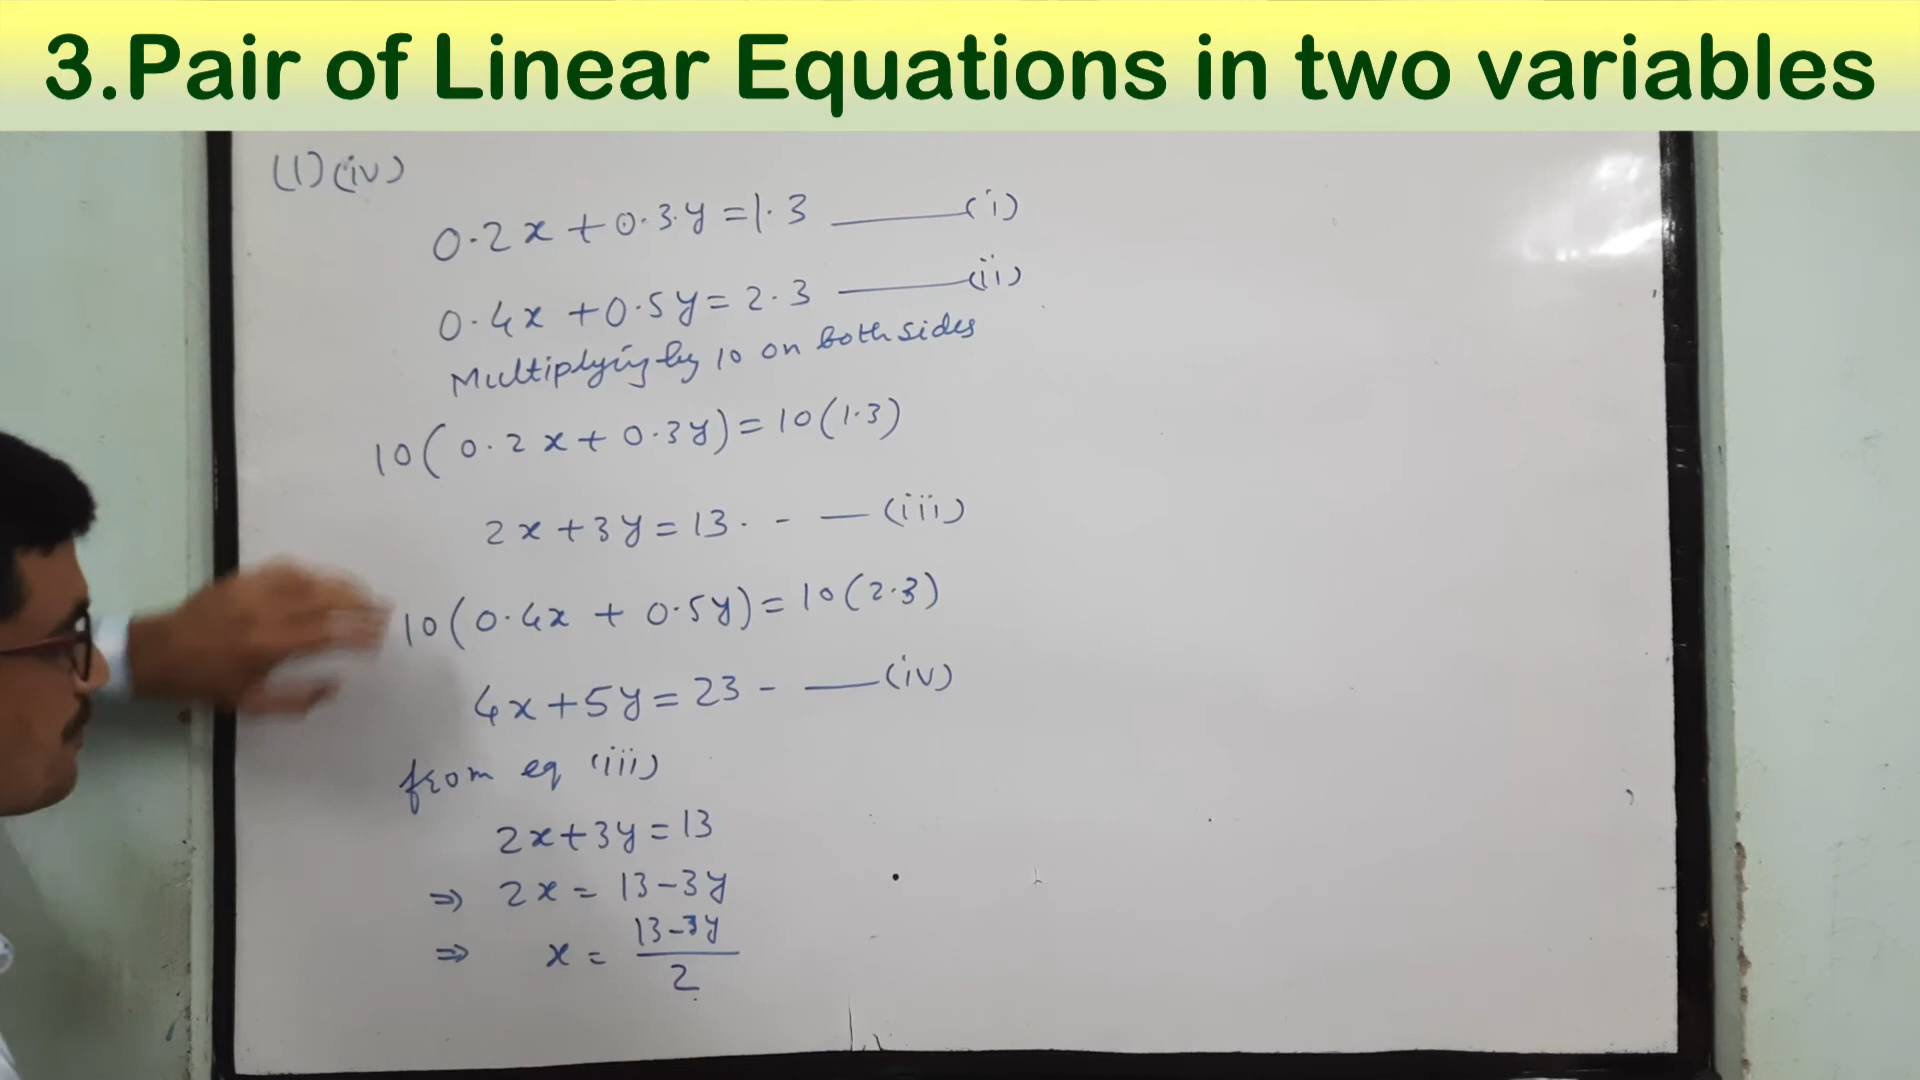 3.Pair of Linear Equations in two variables
(1)(iv)
0.2x + 0.3y = 1.3 ———(i)
0.4x + 0.5y = 2.3 ———(ii)
Multiplying by 10 on both sides
10(0.2x + 0.3y) = 10(1.3)
2x + 3y = 13 . - —(iii)
10(0.4x + 0.5y) = 10(2.3)
4x + 5y = 23 - ——(iv)
from eq (iii)
2x + 3y = 13
⇒ 2x = 13 - 3y
⇒ x = (13 - 3y)/2